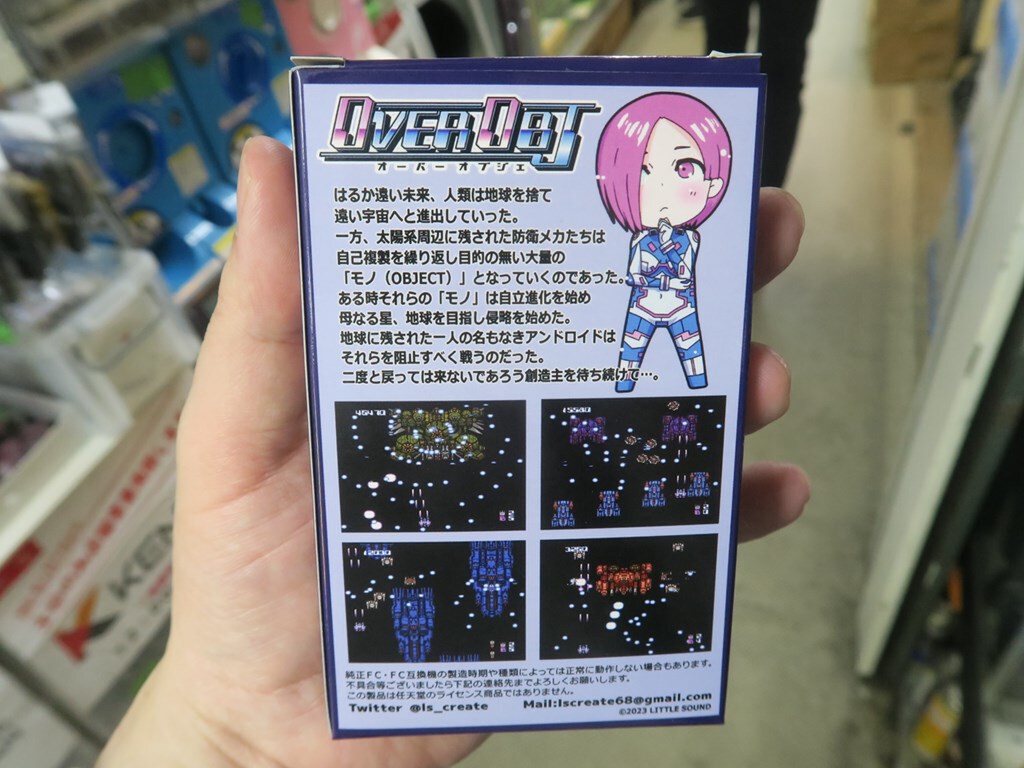 OVER OBJ
オーバーオブジェ
はるか遠い未来、人類は地球を捨て
遠い宇宙へと進出していった。
一方、太陽系周辺に残された防衛メカたちは
自己複製を繰り返し目的の無い大量の
「モノ（OBJECT）」となっていくのであった。
ある時それらの「モノ」は自立進化を始め
母なる星、地球を目指し侵略を始めた。
地球に残された一人の名もなきアンドロイドは
それらを阻止すべく戦うのだった。
二度と戻っては来ないであろう創造主を待ち続けて…。
46470
15580
12030
3260
純正FC・FC互換機の製造時期や種類によっては正常に動作しない場合もあります。
不具合等ございましたら下記の連絡先までよろしくお願いします。
この製品は任天堂のライセンス商品ではありません。
Twitter @ls_create Mail:lscreate68@gmail.com
©2023 LITTLE SOUND
KEN